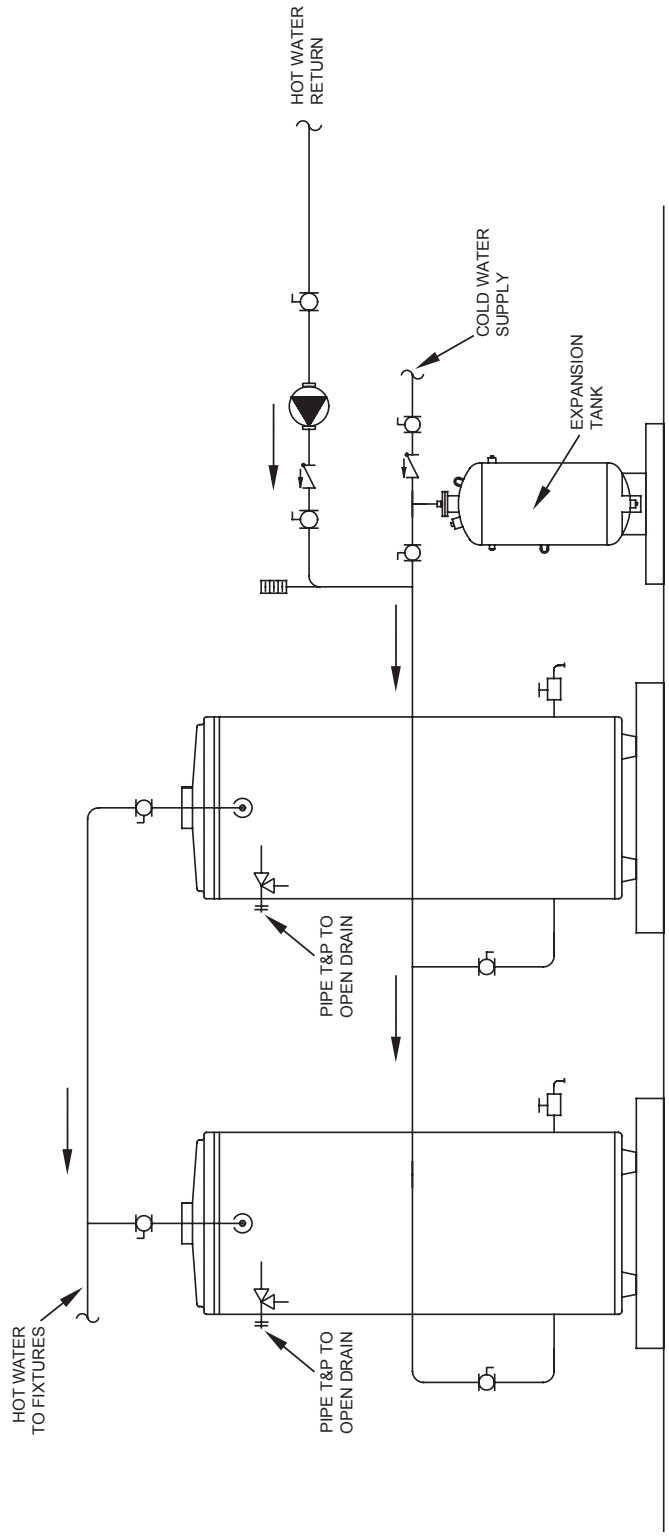 HOT WATER
TO FIXTURES
PIPE T&P TO
OPEN DRAIN
PIPE T&P TO
OPEN DRAIN
HOT WATER
RETURN
COLD WATER
SUPPLY
EXPANSION
TANK